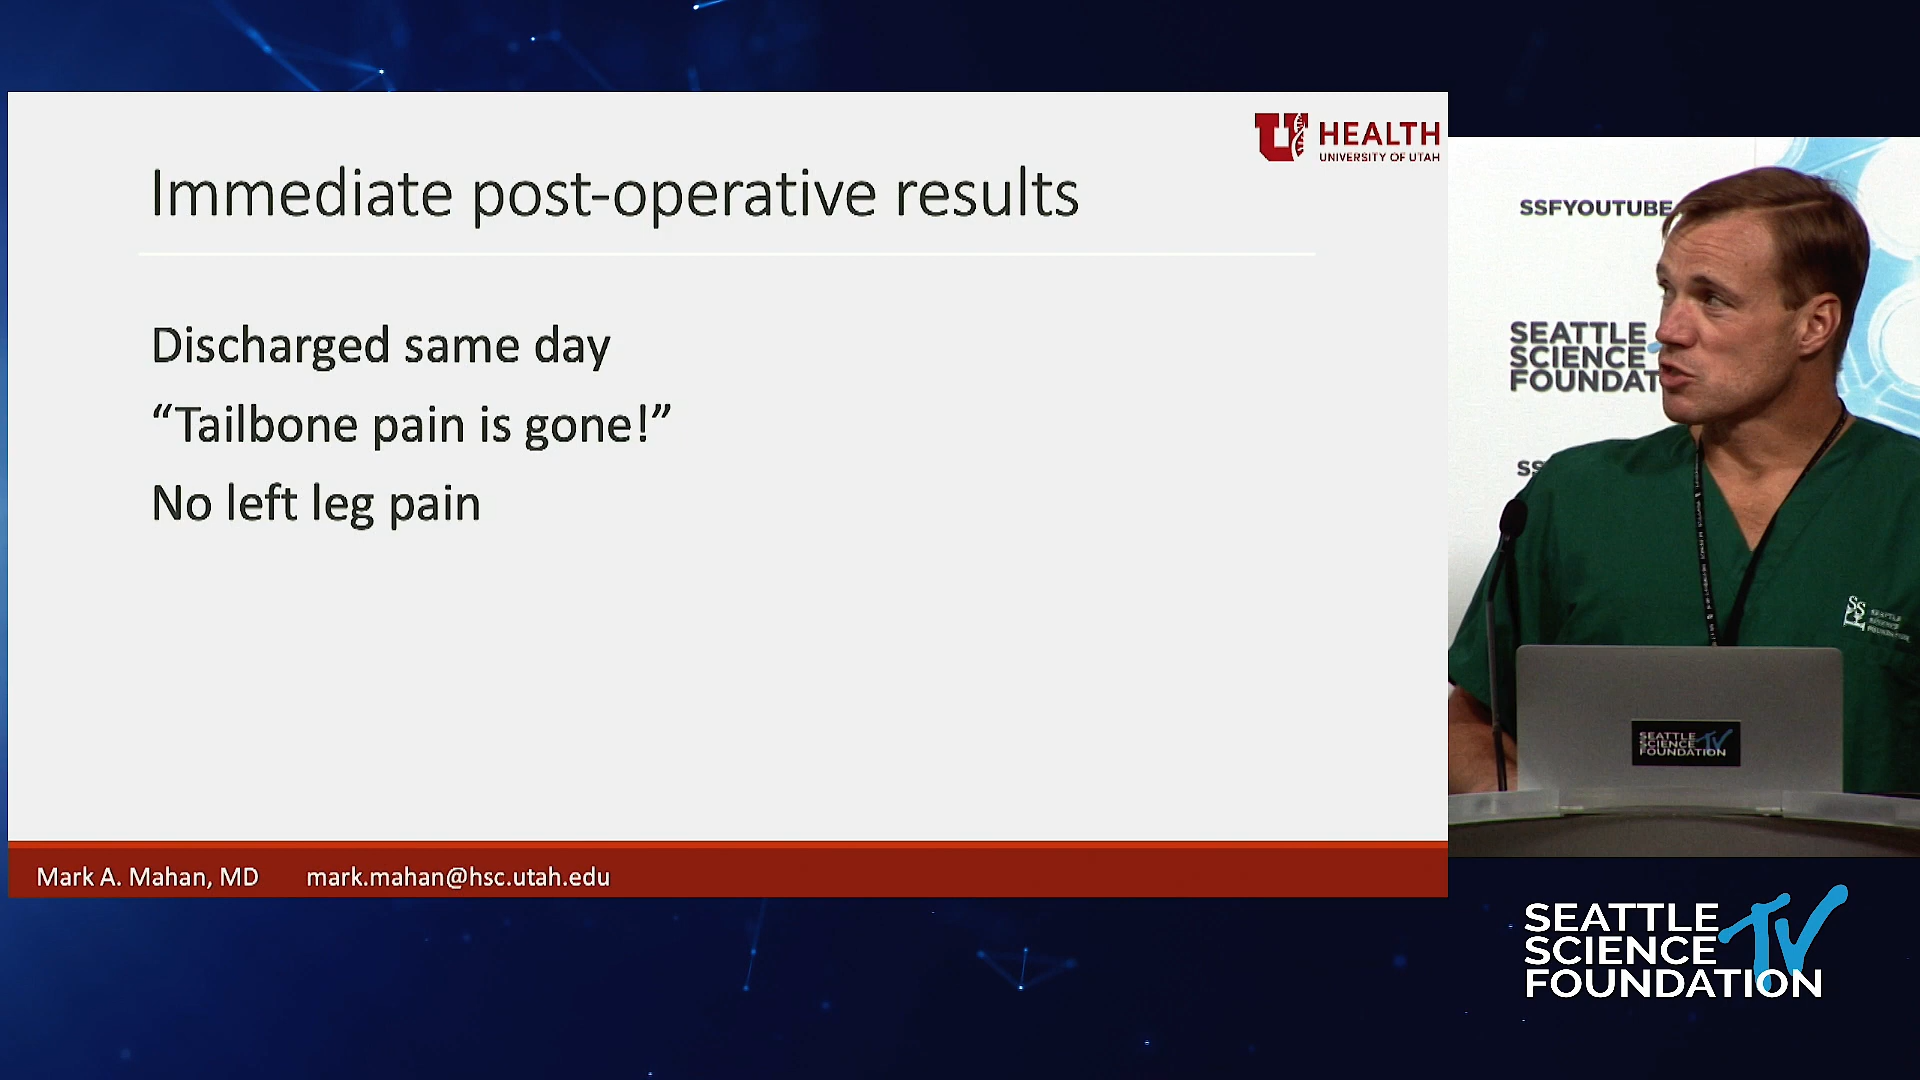 HEALTH
UNIVERSITY OF UTAH
Immediate post-operative results
Discharged same day
“Tailbone pain is gone!”
No left leg pain
Mark A. Mahan, MD mark.mahan@hsc.utah.edu
SSFYOUTUBE
SEATTLE
SCIENCE
FOUNDAT
SS
SEATTLE
SCIENCE TV
FOUNDATION
SEATTLE
SCIENCE TV
FOUNDATION